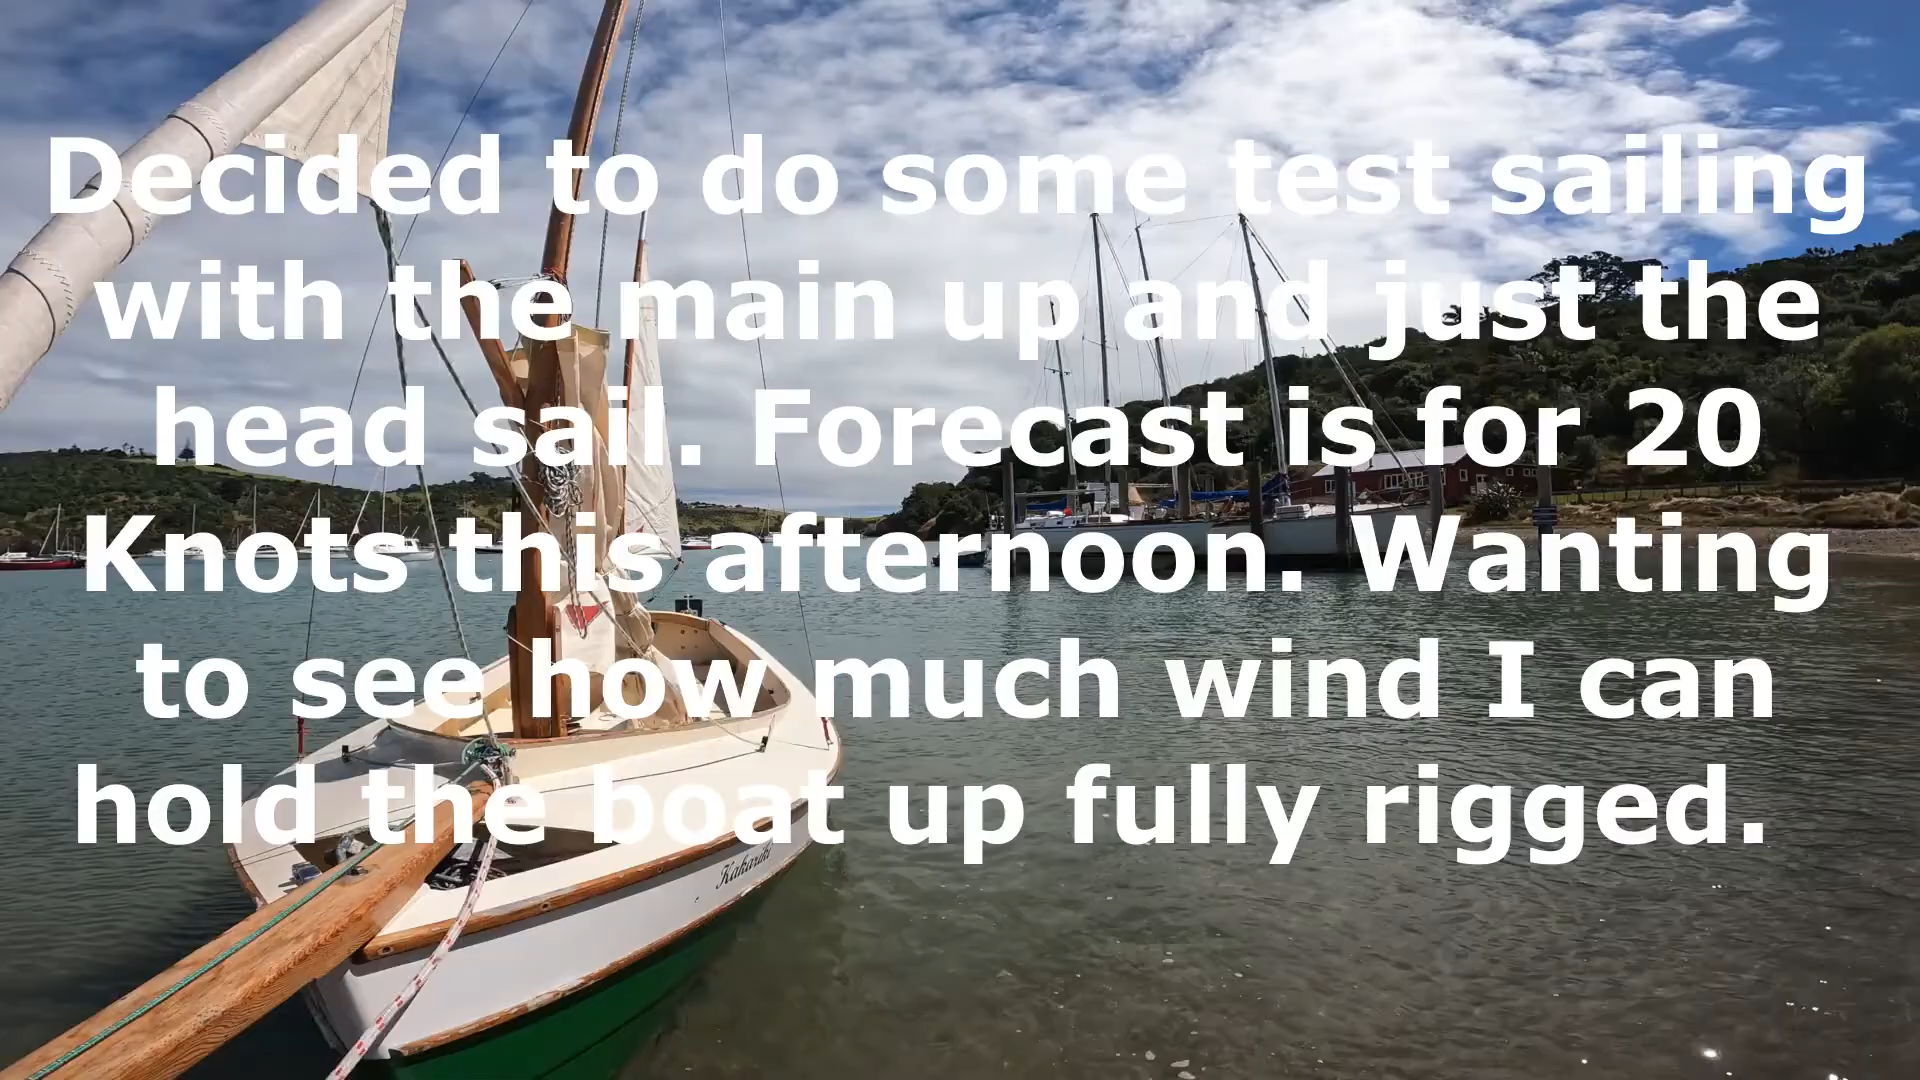 Decided to do some test sailing
with the main up and just the
head sail. Forecast is for 20
Knots this afternoon. Wanting
to see how much wind I can
hold the boat up fully rigged.
Kakariki